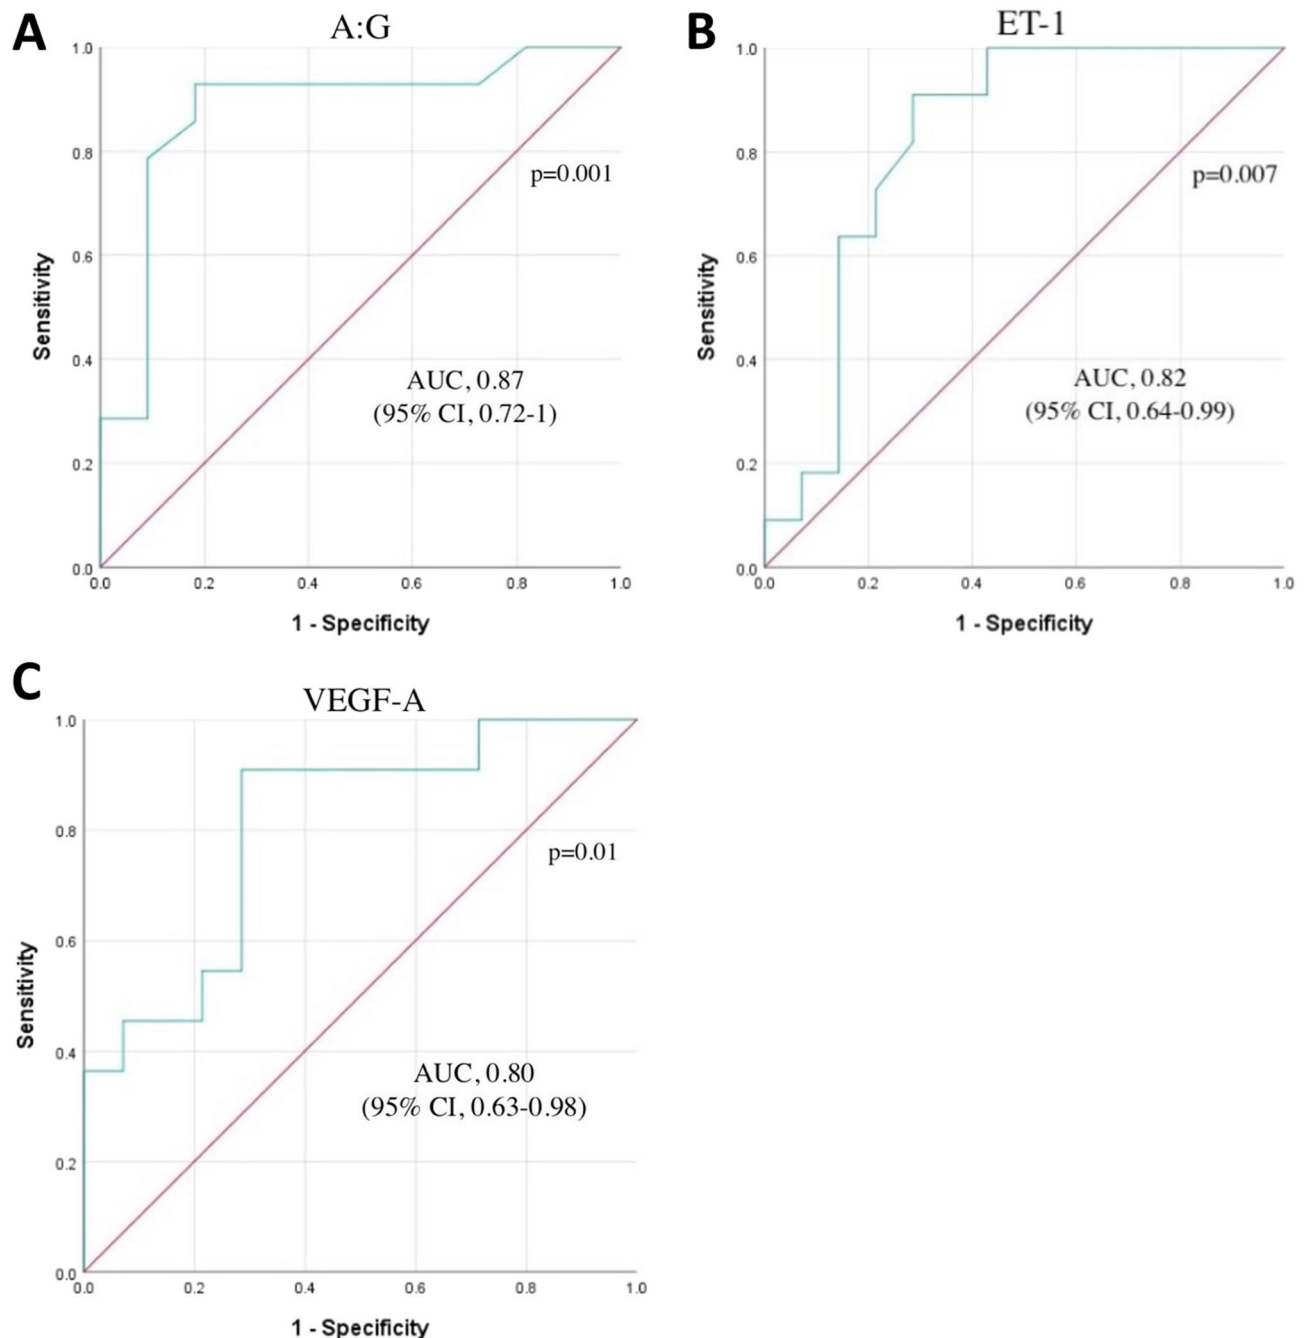 A
A:G
1.0
0.8
0.6
0.4
0.2
0.0
Sensitivity
p=0.001
AUC, 0.87
(95% CI, 0.72-1)
0.0 0.2 0.4 0.6 0.8 1.0
1 - Specificity
B
ET-1
1.0
0.8
0.6
0.4
0.2
0.0
Sensitivity
p=0.007
AUC, 0.82
(95% CI, 0.64-0.99)
0.0 0.2 0.4 0.6 0.8 1.0
1 - Specificity
C
VEGF-A
1.0
0.8
0.6
0.4
0.2
0.0
Sensitivity
p=0.01
AUC, 0.80
(95% CI, 0.63-0.98)
0.0 0.2 0.4 0.6 0.8 1.0
1 - Specificity